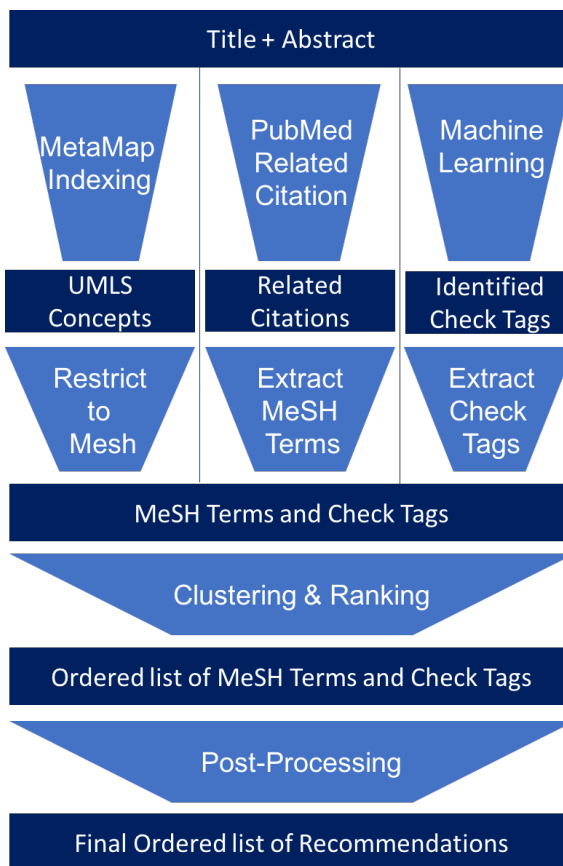 Title + Abstract
MetaMap
Indexing
PubMed
Related
Citation
Machine
Learning
UMLS
Concepts
Related
Citations
Identified
Check Tags
Restrict
to
Mesh
Extract
MeSH
Terms
Extract
Check
Tags
MeSH Terms and Check Tags
Clustering & Ranking
Ordered list of MeSH Terms and Check Tags
Post-Processing
Final Ordered list of Recommendations